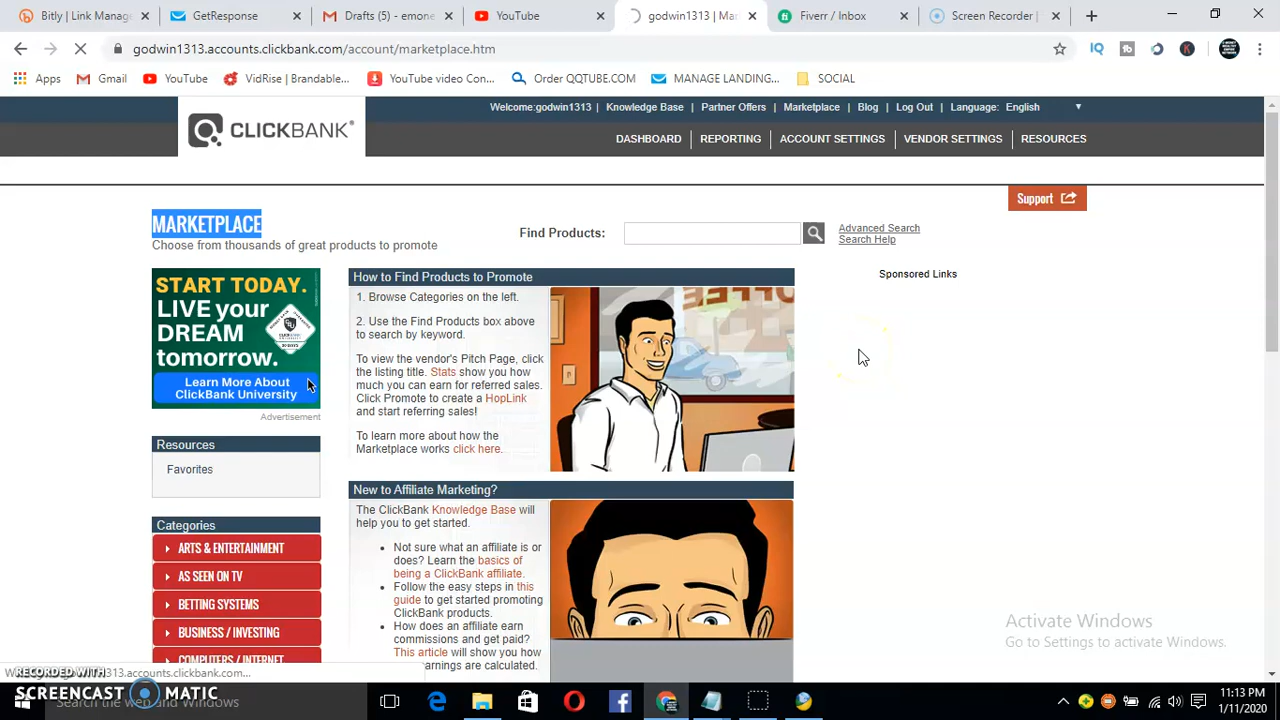 Bitly | Link Manage
GetResponse
Drafts (5) - emone
YouTube
godwin1313 | Mar
Fiverr / Inbox
Screen Recorder |
godwin1313.accounts.clickbank.com/account/marketplace.htm
Apps
Gmail
YouTube
VidRise | Brandable...
YouTube video Con...
Order QQTUBE.COM
MANAGE LANDING...
SOCIAL
Welcome:godwin1313 | Knowledge Base | Partner Offers | Marketplace | Blog | Log Out | Language: English
CLICKBANK®
DASHBOARD | REPORTING | ACCOUNT SETTINGS | VENDOR SETTINGS | RESOURCES
Support
MARKETPLACE
Choose from thousands of great products to promote
Find Products:
Advanced Search
Search Help
START TODAY.
LIVE your
DREAM
tomorrow.
Learn More About
ClickBank University
Advertisement
Resources
Favorites
Categories
ARTS & ENTERTAINMENT
AS SEEN ON TV
BETTING SYSTEMS
BUSINESS / INVESTING
COMPUTERS / INTERNET
How to Find Products to Promote
1. Browse Categories on the left.
2. Use the Find Products box above
to search by keyword.
To view the vendor's Pitch Page, click
the listing title. Stats show you how
much you can earn for referred sales.
Click Promote to create a HopLink
and start referring sales!
To learn more about how the
Marketplace works click here.
New to Affiliate Marketing?
The ClickBank Knowledge Base will
help you to get started.
Not sure what an affiliate is or
does? Learn the basics of
being a ClickBank affiliate.
Follow the easy steps in this
guide to get started promoting
ClickBank products.
How does an affiliate earn
commissions and get paid?
This article will show you how
earnings are calculated.
Sponsored Links
Activate Windows
Go to Settings to activate Windows.
1313.accounts.clickbank.com...
RECORDED WITH
SCREENCAST MATIC
Search the web and Windows
11:13 PM
1/11/2020